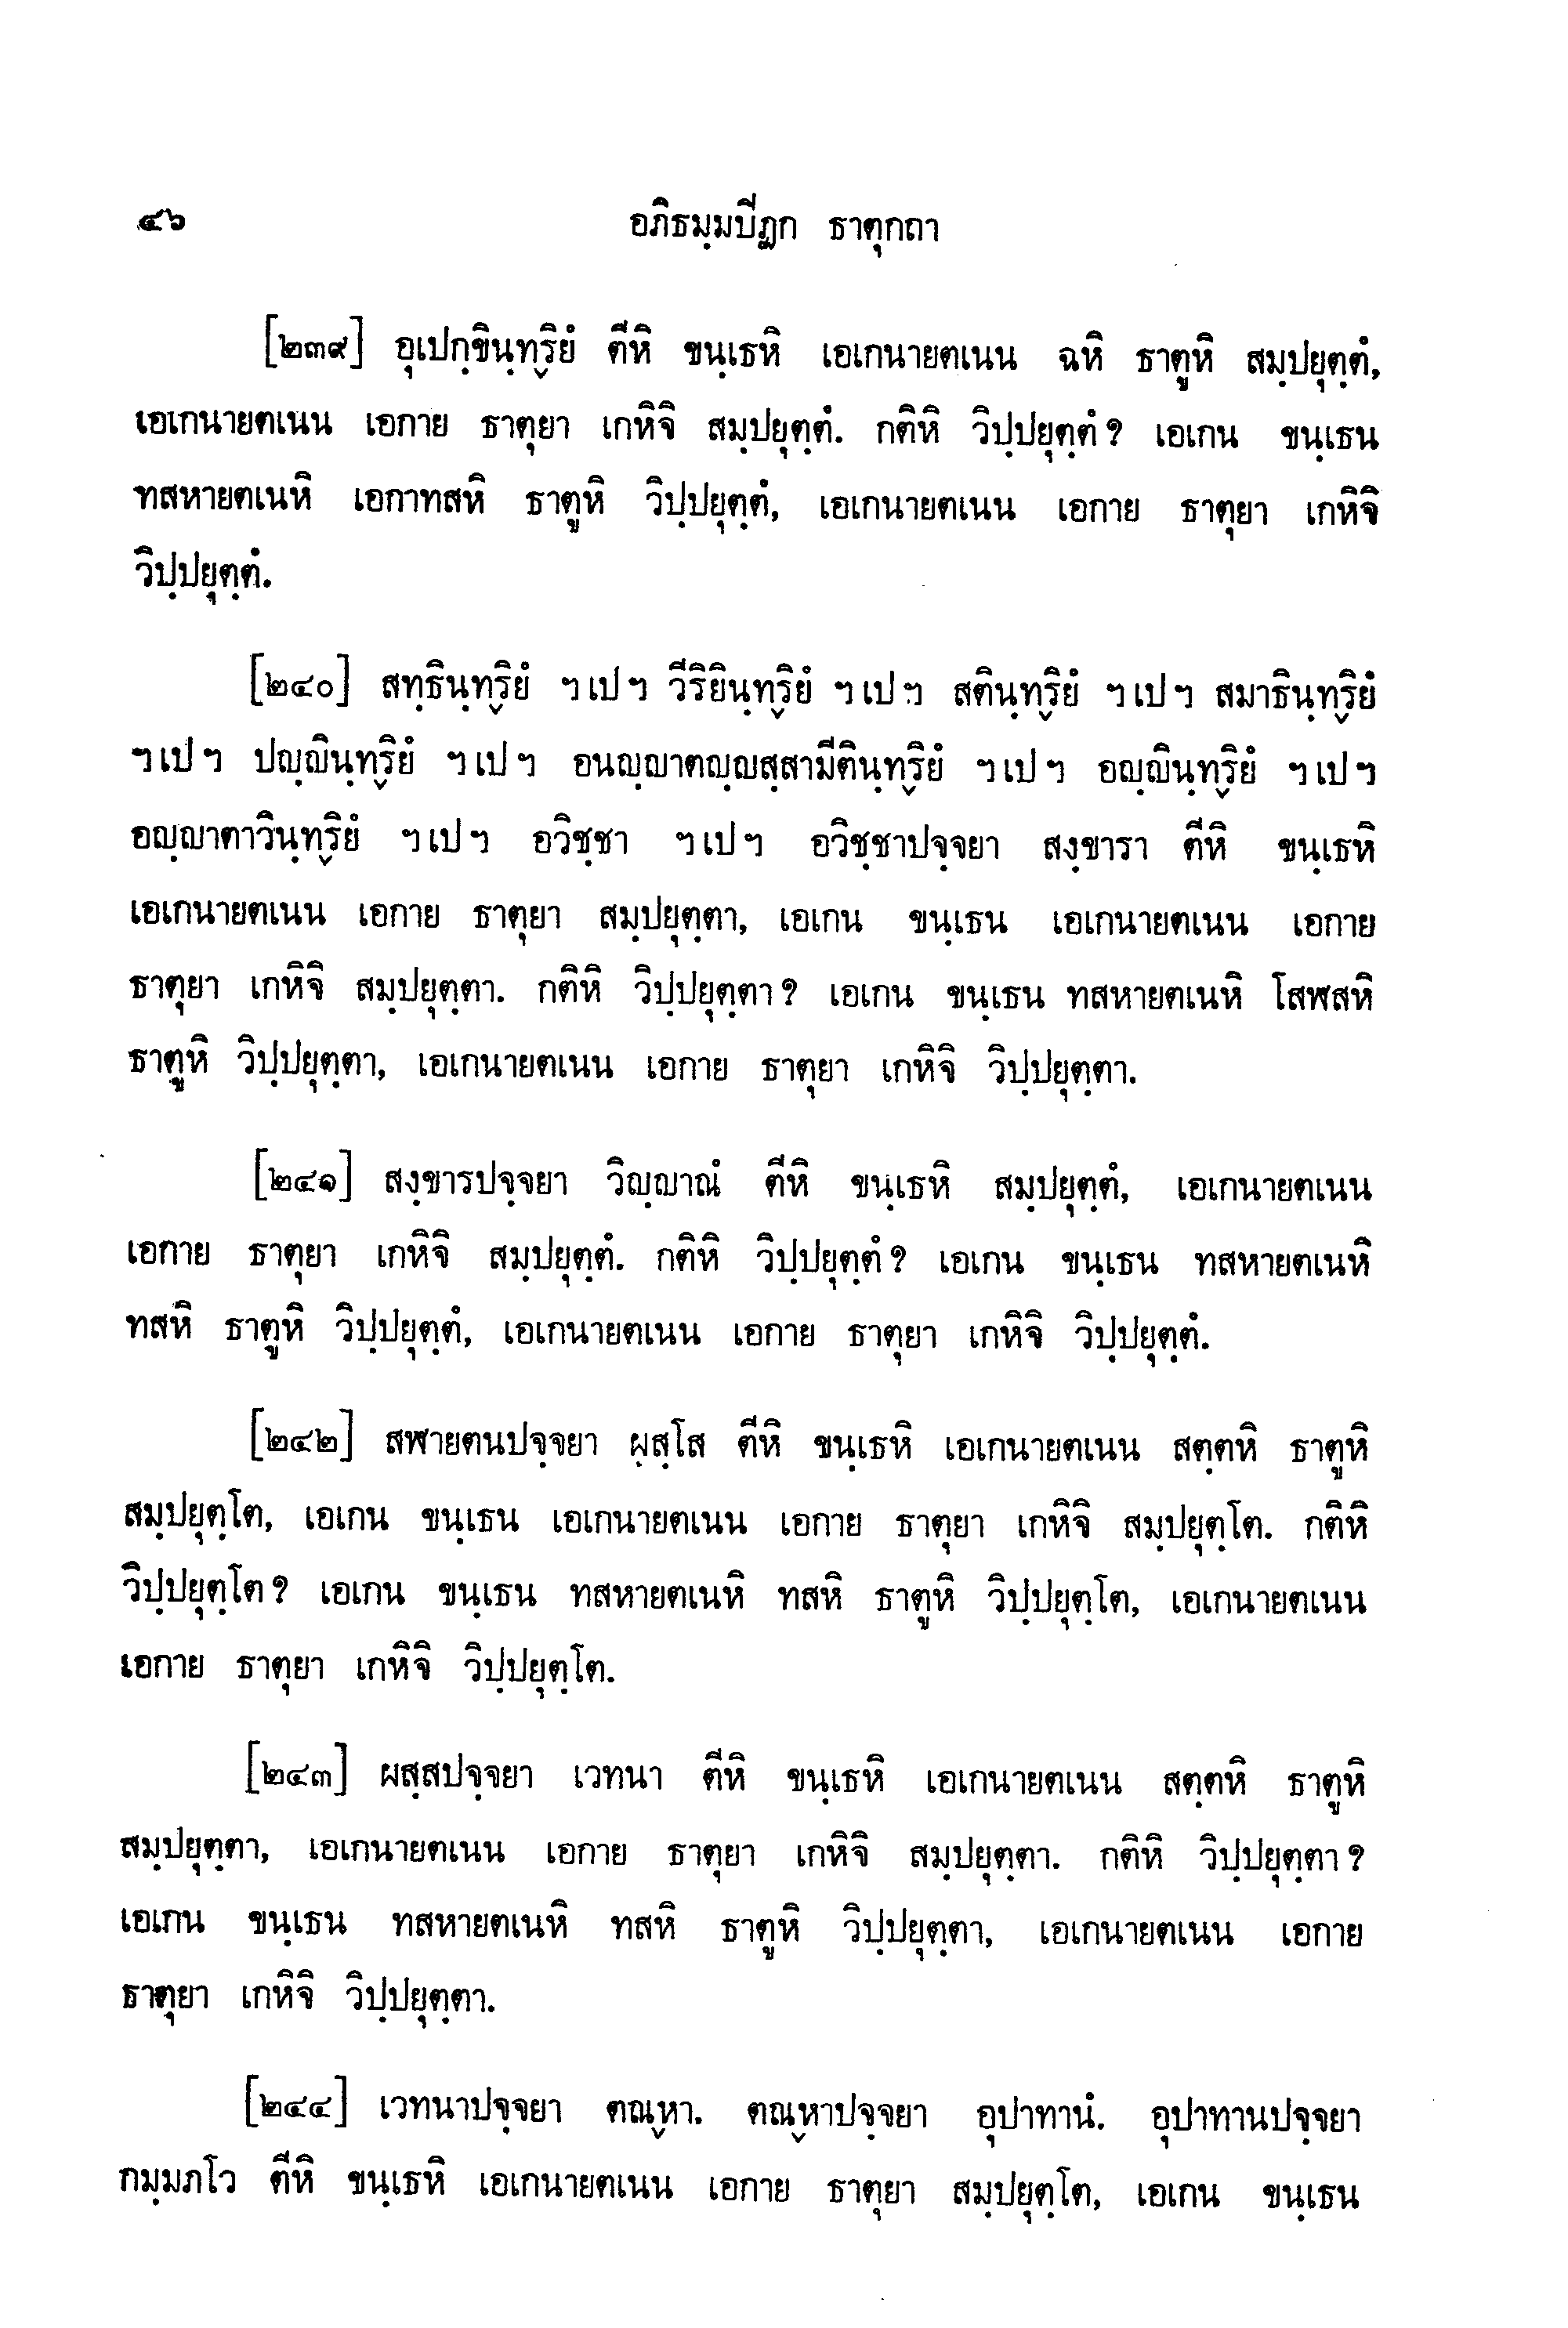 ๔๖ อภิธมฺมปิฏก ธาตุกถา
[๒๓๙] อุเปกฺขินฺทฺริยํ ตีหิ ขนฺเธหิ เอเกนายตเนน ฉหิ ธาตูหิ สมฺปยุตฺตํ,
เอเกนายตเนน เอกาย ธาตุยา เกหิจิ สมฺปยุตฺตํ. กติหิ วิปฺปยุตฺตํ? เอเกน ขนฺเธน
ทสหายตเนหิ เอกาทสหิ ธาตูหิ วิปฺปยุตฺตํ, เอเกนายตเนน เอกาย ธาตุยา เกหิจิ
วิปฺปยุตฺตํ.
[๒๔๐] สทฺธินฺทฺริยํ ฯเปฯ วีริยินฺทฺริยํ ฯเปฯ สตินฺทฺริยํ ฯเปฯ สมาธินฺทฺริยํ
ฯเปฯ ปญฺญินฺทฺริยํ ฯเปฯ อนญฺญาตญฺญสฺสามีตินฺทฺริยํ ฯเปฯ อญฺญินฺทฺริยํ ฯเปฯ
อญฺญาตาวินฺทฺริยํ ฯเปฯ อวิชฺชา ฯเปฯ อวิชฺชาปจฺจยา สงฺขารา ตีหิ ขนฺเธหิ
เอเกนายตเนน เอกาย ธาตุยา สมฺปยุตฺตา, เอเกน ขนฺเธน เอเกนายตเนน เอกาย
ธาตุยา เกหิจิ สมฺปยุตฺตา. กติหิ วิปฺปยุตฺตา? เอเกน ขนฺเธน ทสหายตเนหิ โสฬสหิ
ธาตูหิ วิปฺปยุตฺตา, เอเกนายตเนน เอกาย ธาตุยา เกหิจิ วิปฺปยุตฺตา.
[๒๔๑] สงฺขารปจฺจยา วิญฺญาณํ ตีหิ ขนฺเธหิ สมฺปยุตฺตํ, เอเกนายตเนน
เอกาย ธาตุยา เกหิจิ สมฺปยุตฺตํ. กติหิ วิปฺปยุตฺตํ? เอเกน ขนฺเธน ทสหายตเนหิ
ทสหิ ธาตูหิ วิปฺปยุตฺตํ, เอเกนายตเนน เอกาย ธาตุยา เกหิจิ วิปฺปยุตฺตํ.
[๒๔๒] สฬายตนปจฺจยา ผสฺโส ตีหิ ขนฺเธหิ เอเกนายตเนน สตฺตหิ ธาตูหิ
สมฺปยุตฺโต, เอเกน ขนฺเธน เอเกนายตเนน เอกาย ธาตุยา เกหิจิ สมฺปยุตฺโต. กติหิ
วิปฺปยุตฺโต? เอเกน ขนฺเธน ทสหายตเนหิ ทสหิ ธาตูหิ วิปฺปยุตฺโต, เอเกนายตเนน
เอกาย ธาตุยา เกหิจิ วิปฺปยุตฺโต.
[๒๔๓] ผสฺสปจฺจยา เวทนา ตีหิ ขนฺเธหิ เอเกนายตเนน สตฺตหิ ธาตูหิ
สมฺปยุตฺตา, เอเกนายตเนน เอกาย ธาตุยา เกหิจิ สมฺปยุตฺตา. กติหิ วิปฺปยุตฺตา?
เอเกน ขนฺเธน ทสหายตเนหิ ทสหิ ธาตูหิ วิปฺปยุตฺตา, เอเกนายตเนน เอกาย
ธาตุยา เกหิจิ วิปฺปยุตฺตา.
[๒๔๔] เวทนาปจฺจยา ตณฺหา. ตณฺหาปจฺจยา อุปาทานํ. อุปาทานปจฺจยา
กมฺมภโว ตีหิ ขนฺเธหิ เอเกนายตเนน เอกาย ธาตุยา สมฺปยุตฺโต, เอเกน ขนฺเธน